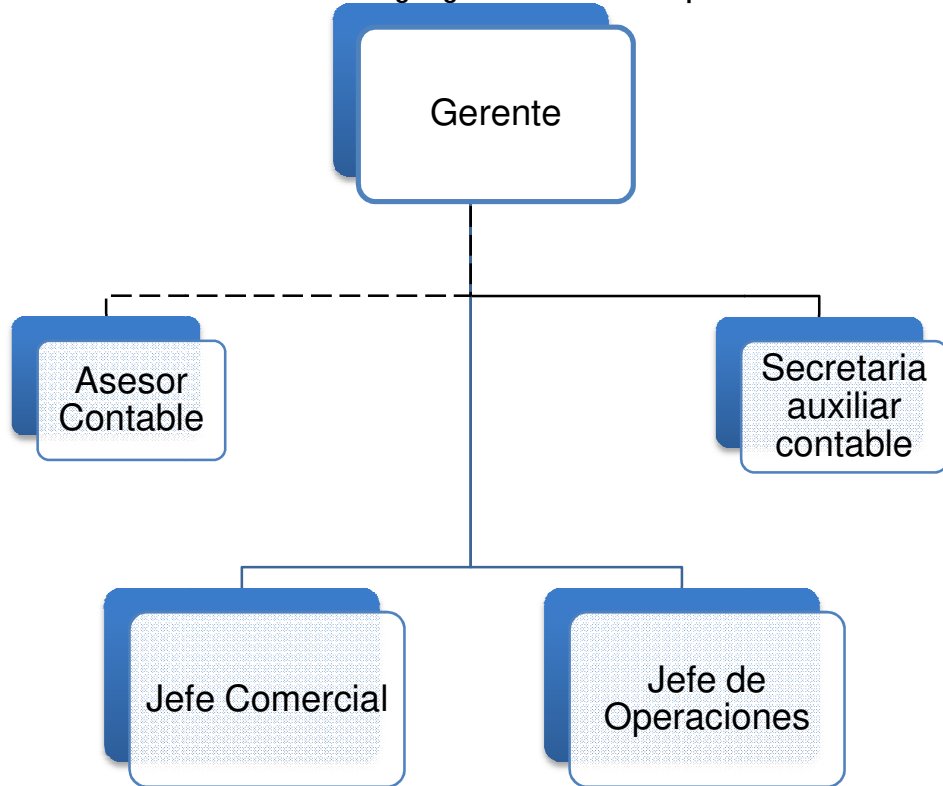 Gerente
Asesor
Contable
Secretaria
auxiliar
contable
Jefe Comercial
Jefe de
Operaciones